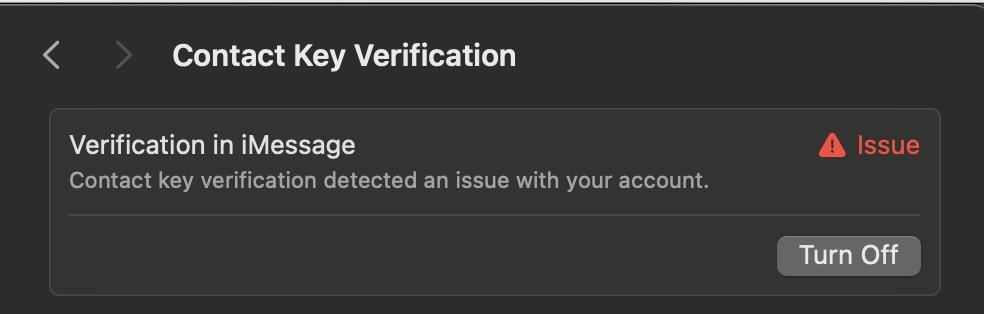 Contact Key Verification
Verification in iMessage
Issue
Contact key verification detected an issue with your account.
Turn Off